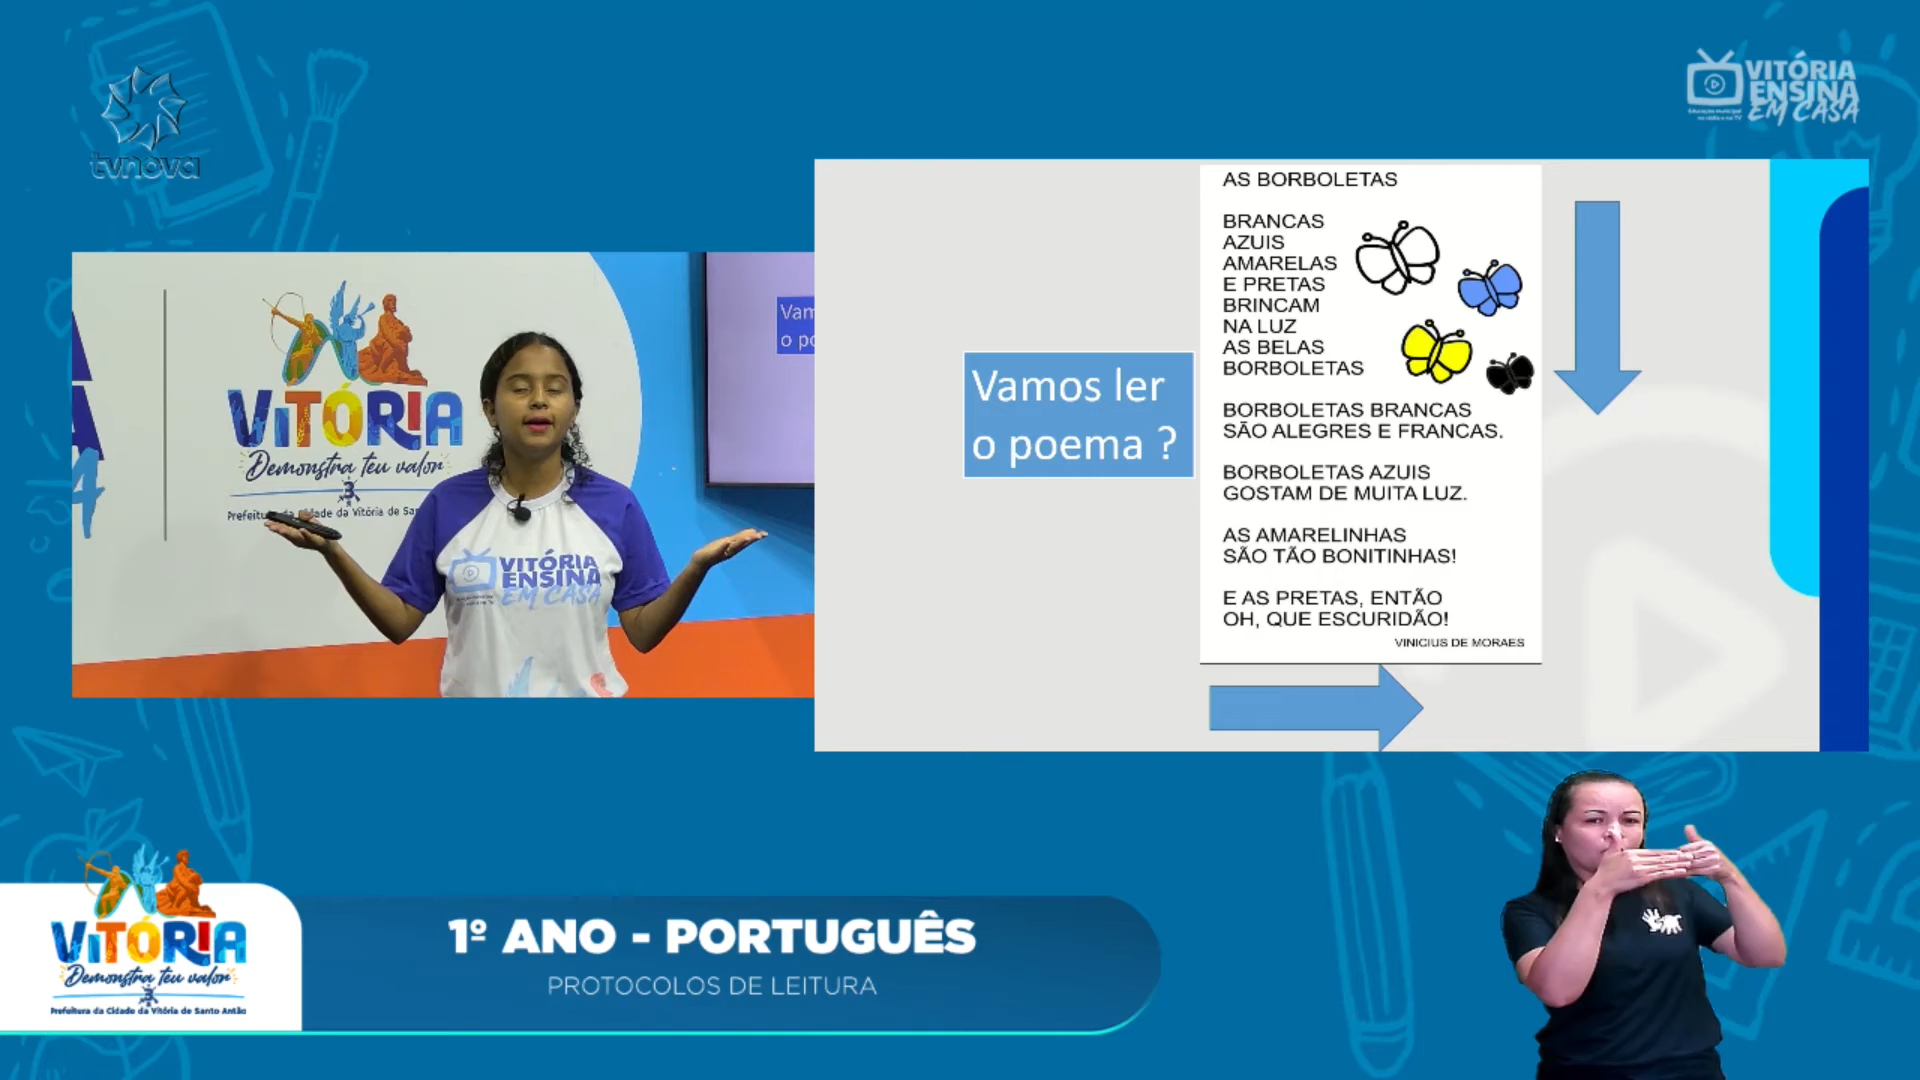 tvnova
VITÓRIA
ENSINA
EM CASA
VITÓRIA
Demonstra teu valor
Vam
o po
VITÓRIA
ENSINA
EM CASA
Vamos ler
o poema ?
AS BORBOLETAS
BRANCAS
AZUIS
AMARELAS
E PRETAS
BRINCAM
NA LUZ
AS BELAS
BORBOLETAS
BORBOLETAS BRANCAS
SÃO ALEGRES E FRANCAS.
BORBOLETAS AZUIS
GOSTAM DE MUITA LUZ.
AS AMARELINHAS
SÃO TÃO BONITINHAS!
E AS PRETAS, ENTÃO
OH, QUE ESCURIDÃO!
VINICIUS DE MORAES
VITÓRIA
Demonstra teu valor
Prefeitura da Cidade da Vitória de Santo Antão
1º ANO - PORTUGUÊS
PROTOCOLOS DE LEITURA